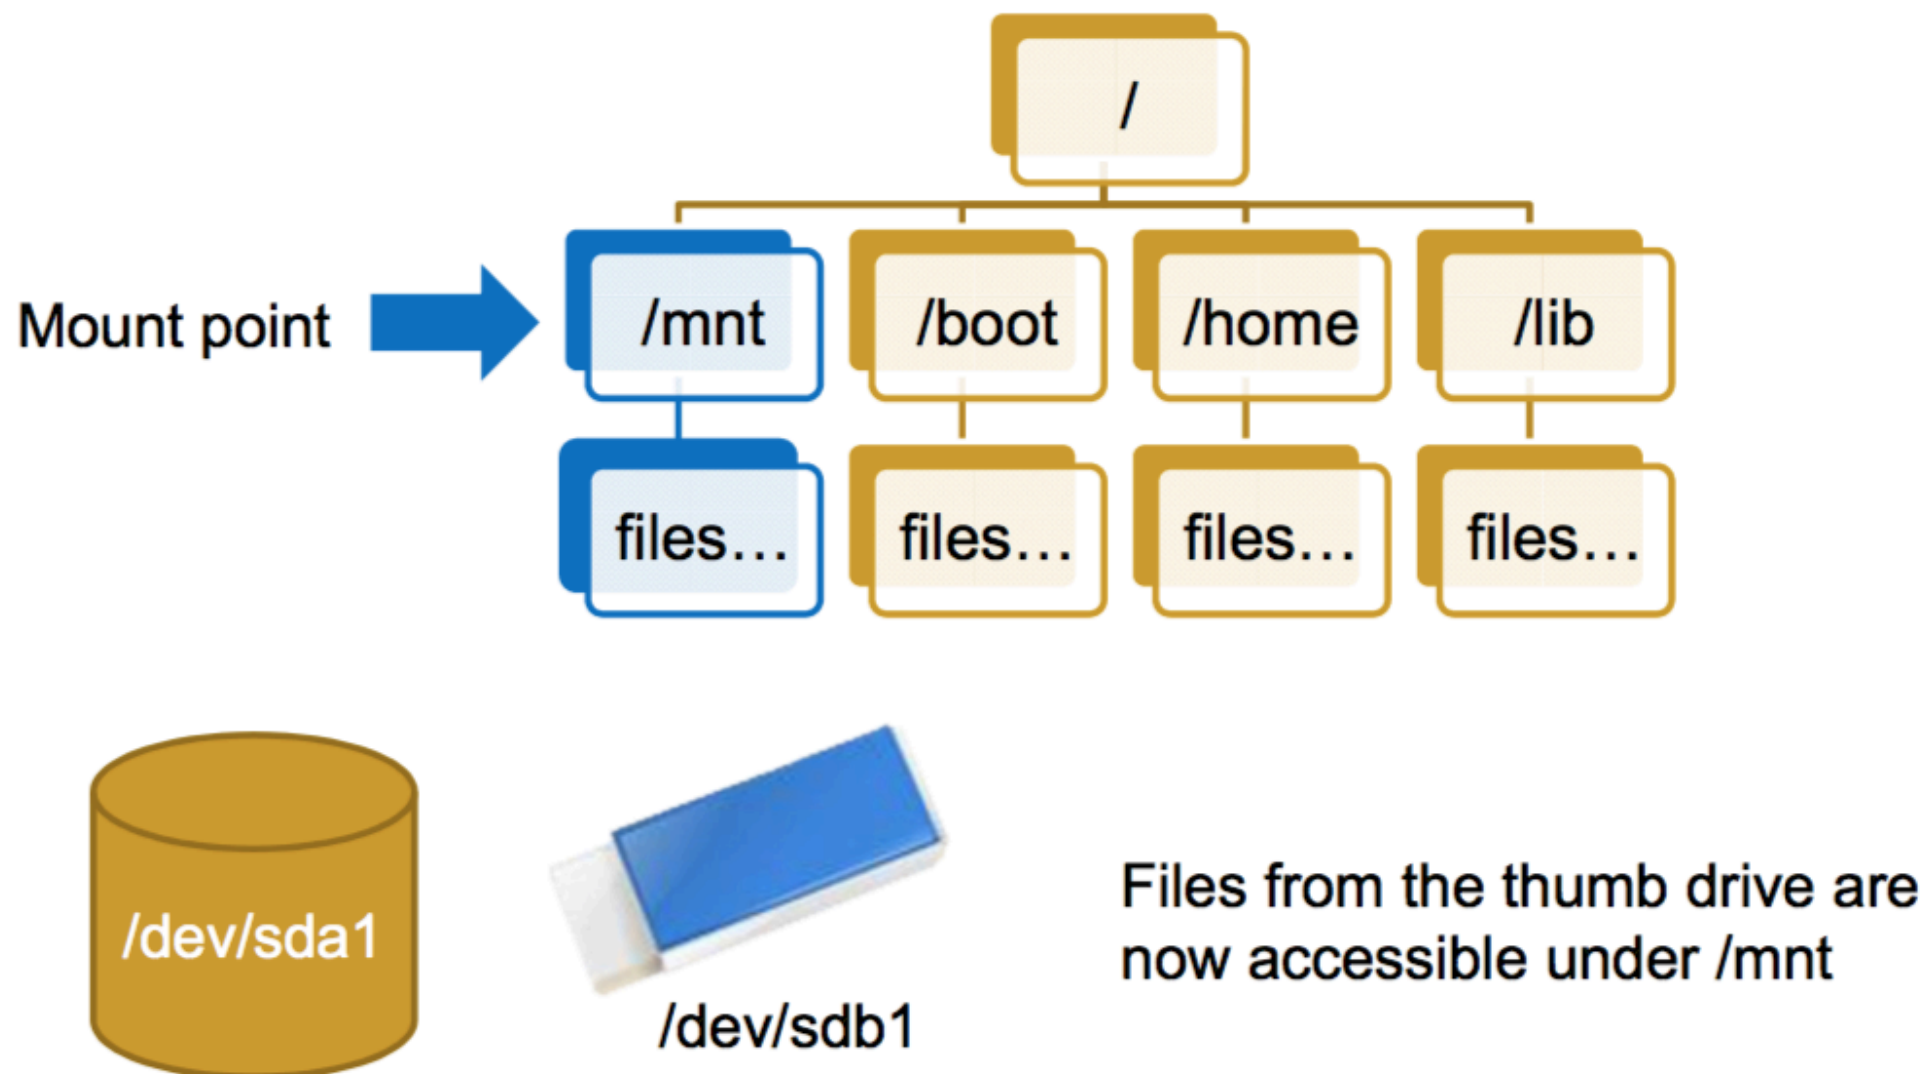 /
Mount point
/mnt
/boot
/home
/lib
files…
files…
files…
files…
/dev/sda1
/dev/sdb1
Files from the thumb drive are
now accessible under /mnt